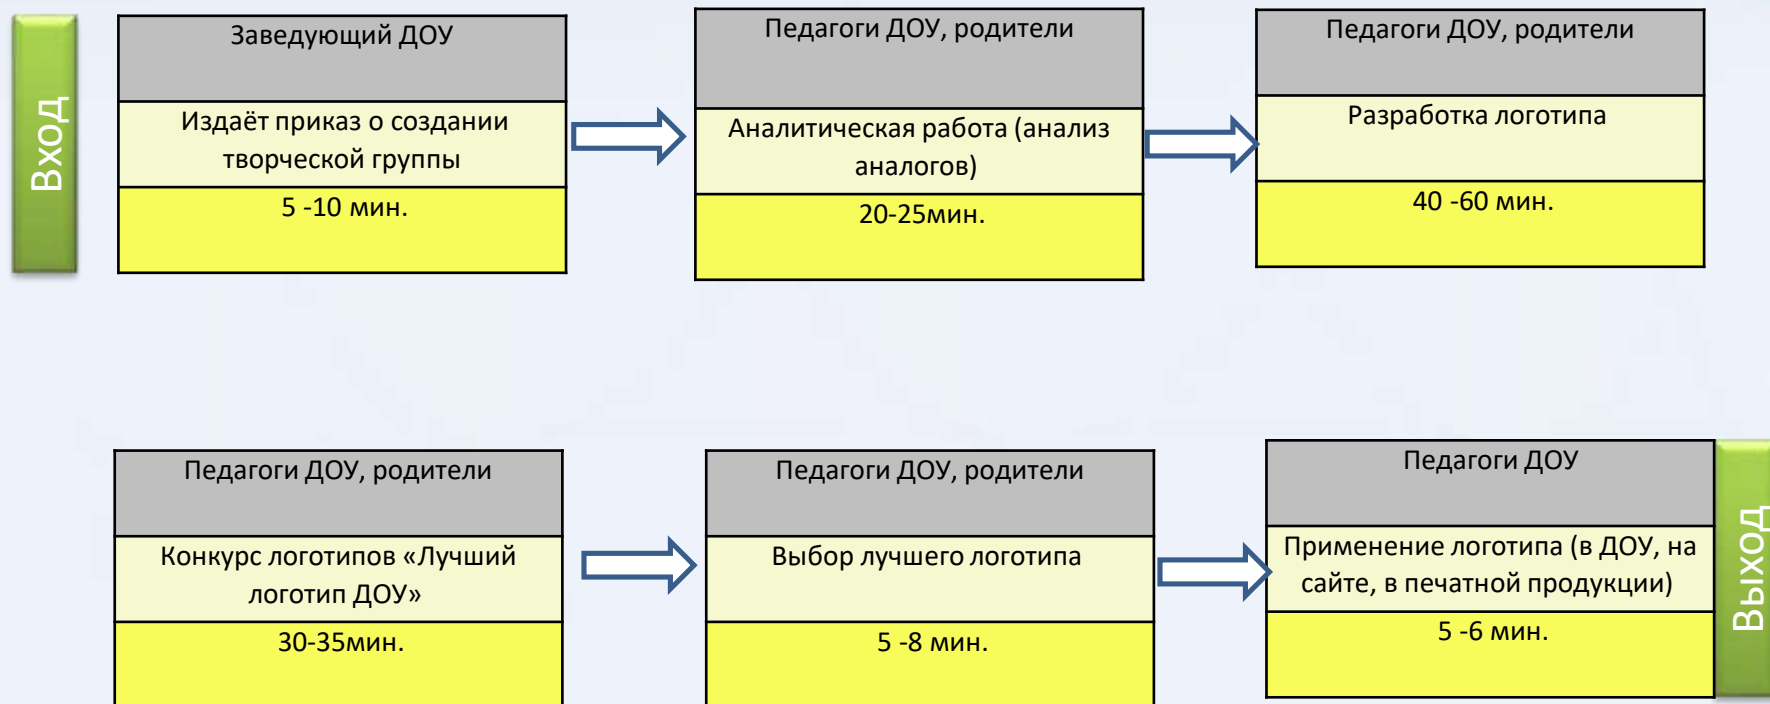 Вход
Заведующий ДОУ
Издаёт приказ о создании
творческой группы
5 -10 мин.
Педагоги ДОУ, родители
Аналитическая работа (анализ
аналогов)
20-25мин.
Педагоги ДОУ, родители
Разработка логотипа
40 -60 мин.
Педагоги ДОУ, родители
Конкурс логотипов «Лучший
логотип ДОУ»
30-35мин.
Педагоги ДОУ, родители
Выбор лучшего логотипа
5 -8 мин.
Педагоги ДОУ
Применение логотипа (в ДОУ, на
сайте, в печатной продукции)
5 -6 мин.
Выход